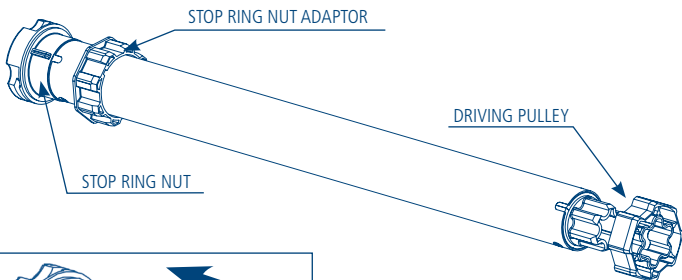 STOP RING NUT ADAPTOR
DRIVING PULLEY
STOP RING NUT